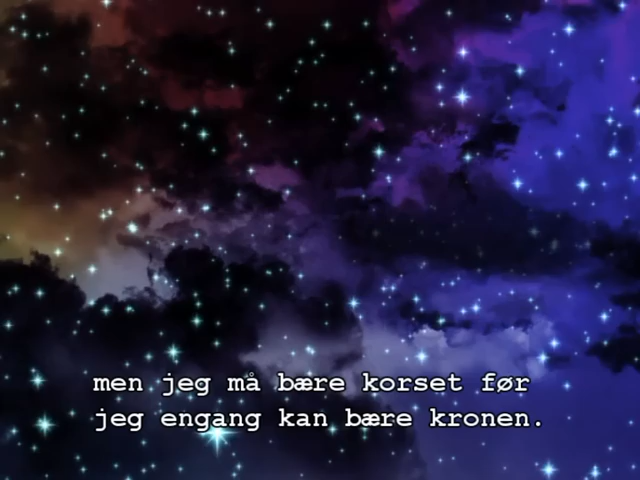 men jeg må bære korset før
jeg engang kan bære kronen.